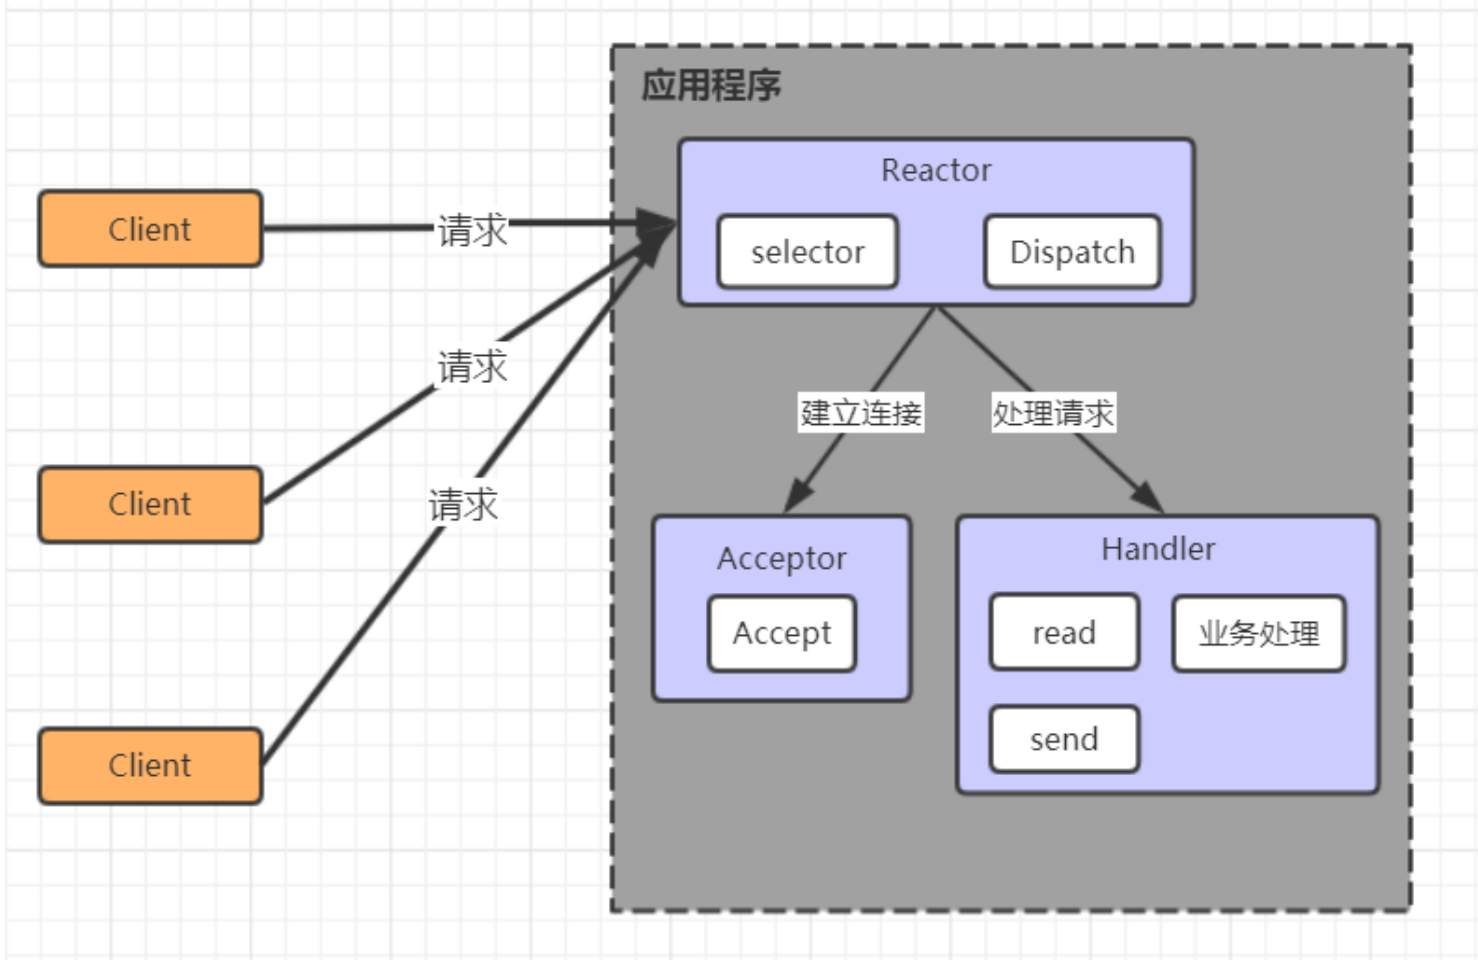 应用程序
Reactor
selector
Dispatch
Client
请求
Client
请求
Client
请求
建立连接
处理请求
Acceptor
Accept
Handler
read
业务处理
send